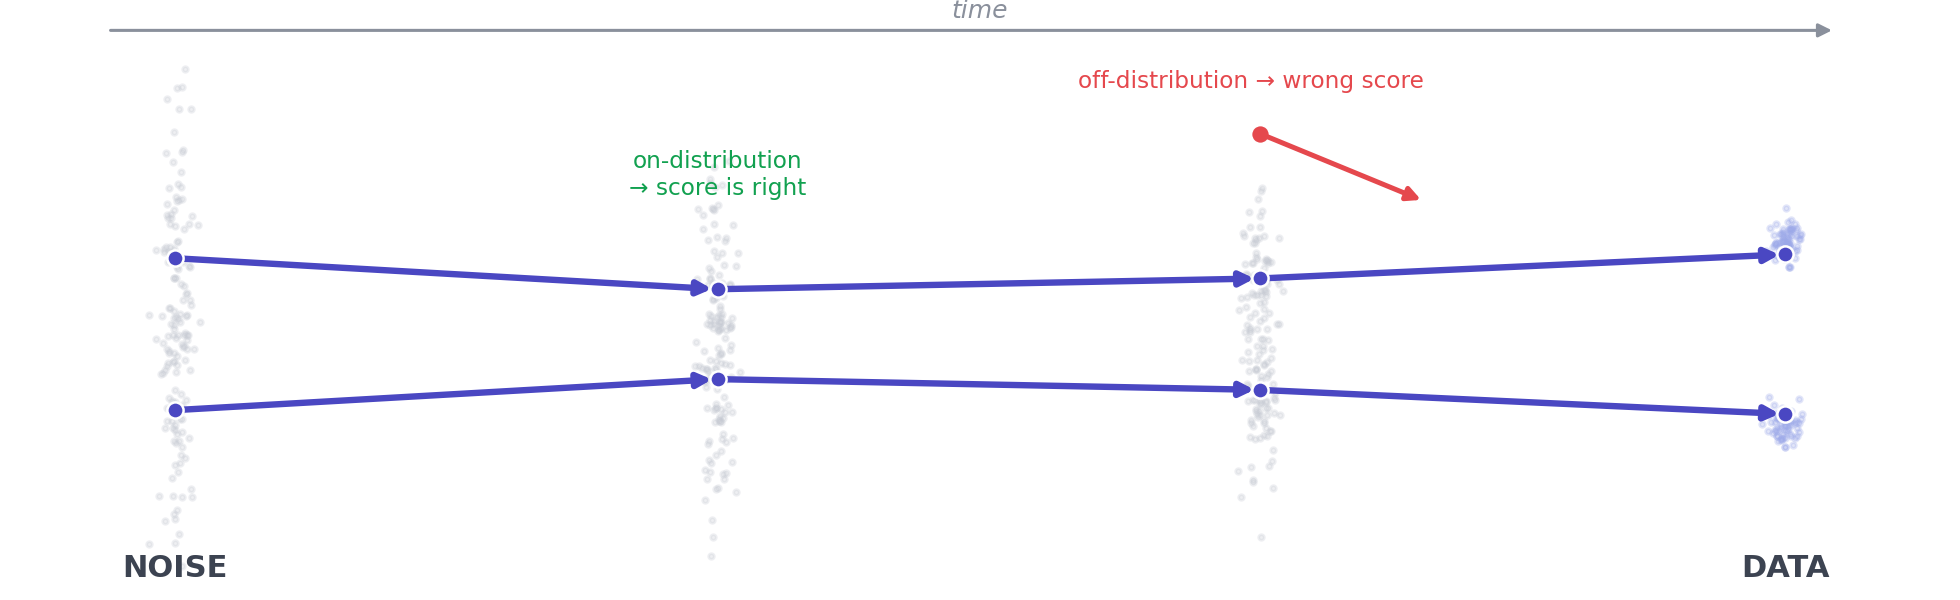 time
off-distribution → wrong score
on-distribution
→ score is right
NOISE
DATA